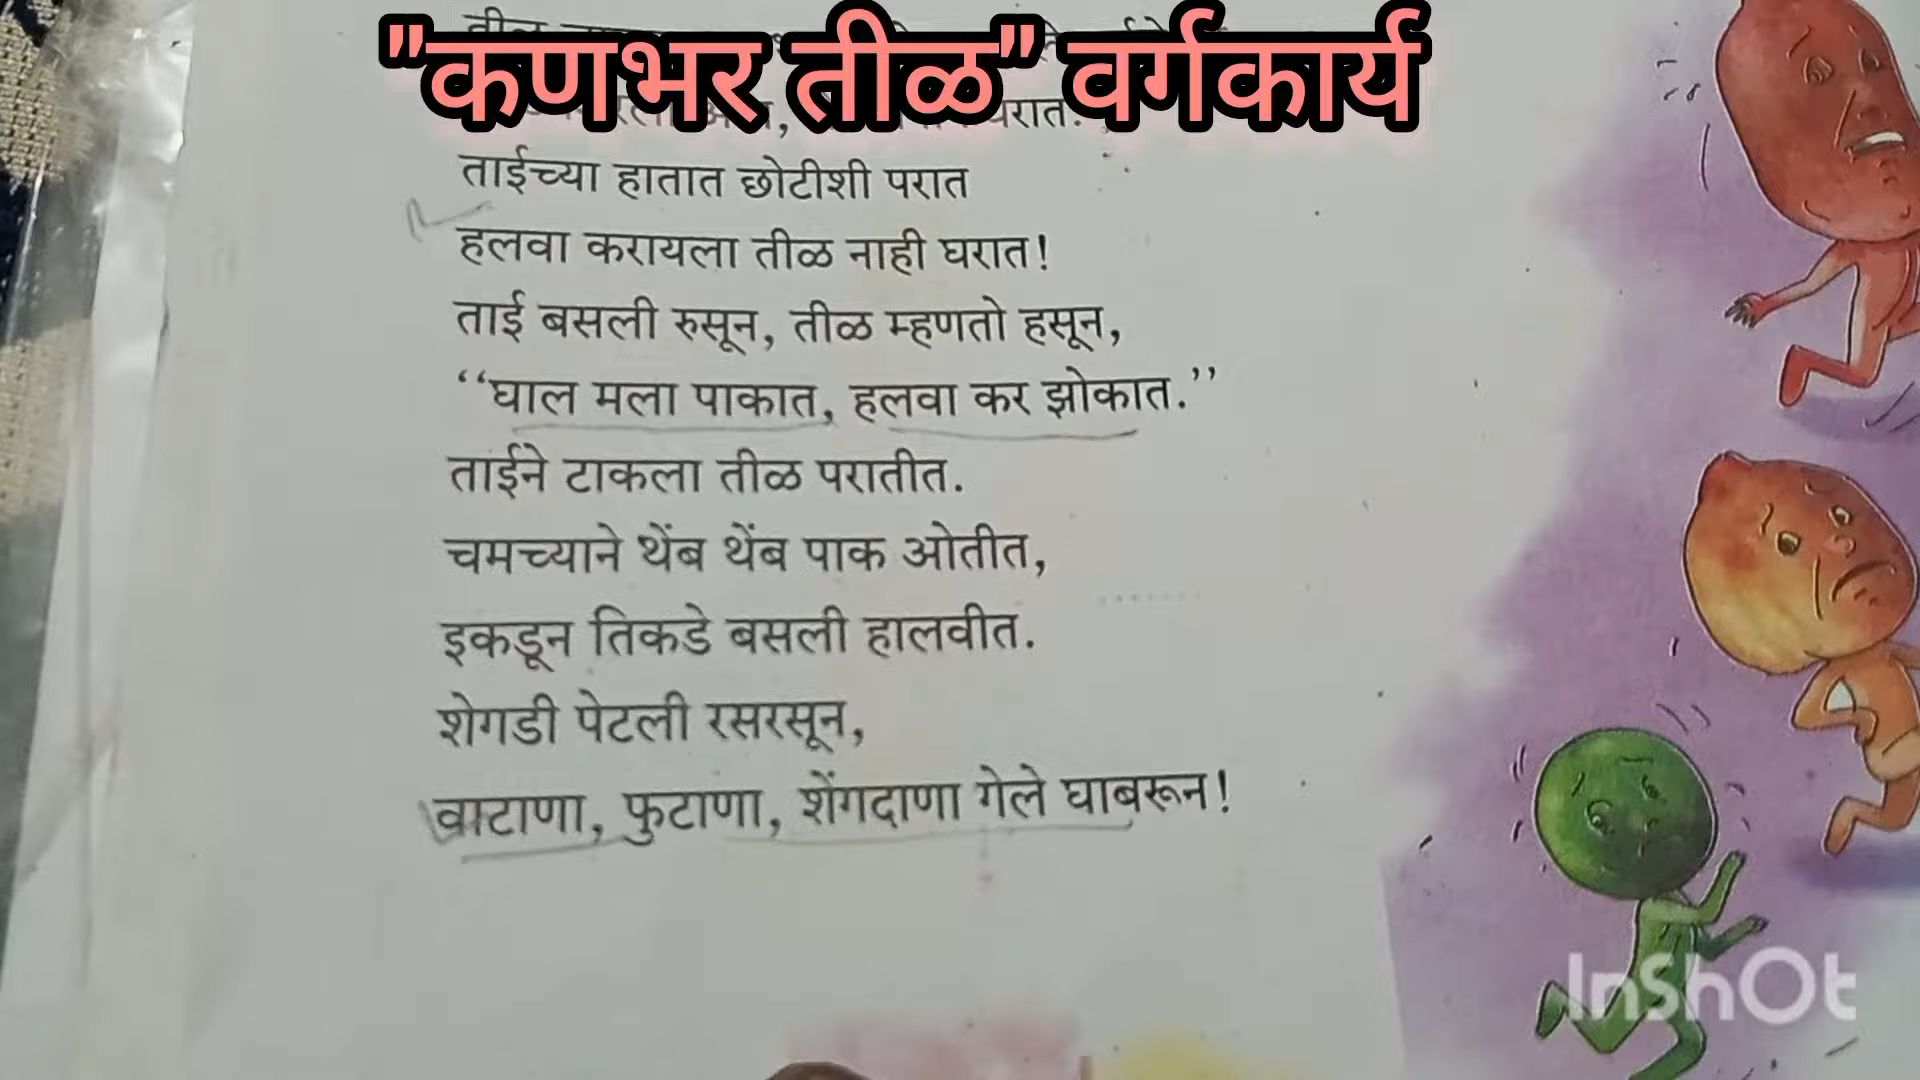 "कणभर तीळ" वर्गकार्य
ताईच्या हातात छोटीशी परात
हलवा करायला तीळ नाही घरात!
ताई बसली रुसून, तीळ म्हणतो हसून,
‘‘घाल मला पाकात, हलवा कर झोकात.’’
ताईने टाकला तीळ परातीत.
चमच्याने थेंब थेंब पाक ओतीत,
इकडून तिकडे बसली हालवीत.
शेगडी पेटली रसरसून,
वाटाणा, फुटाणा, शेंगदाणा गेले घाबरून!
InShOt